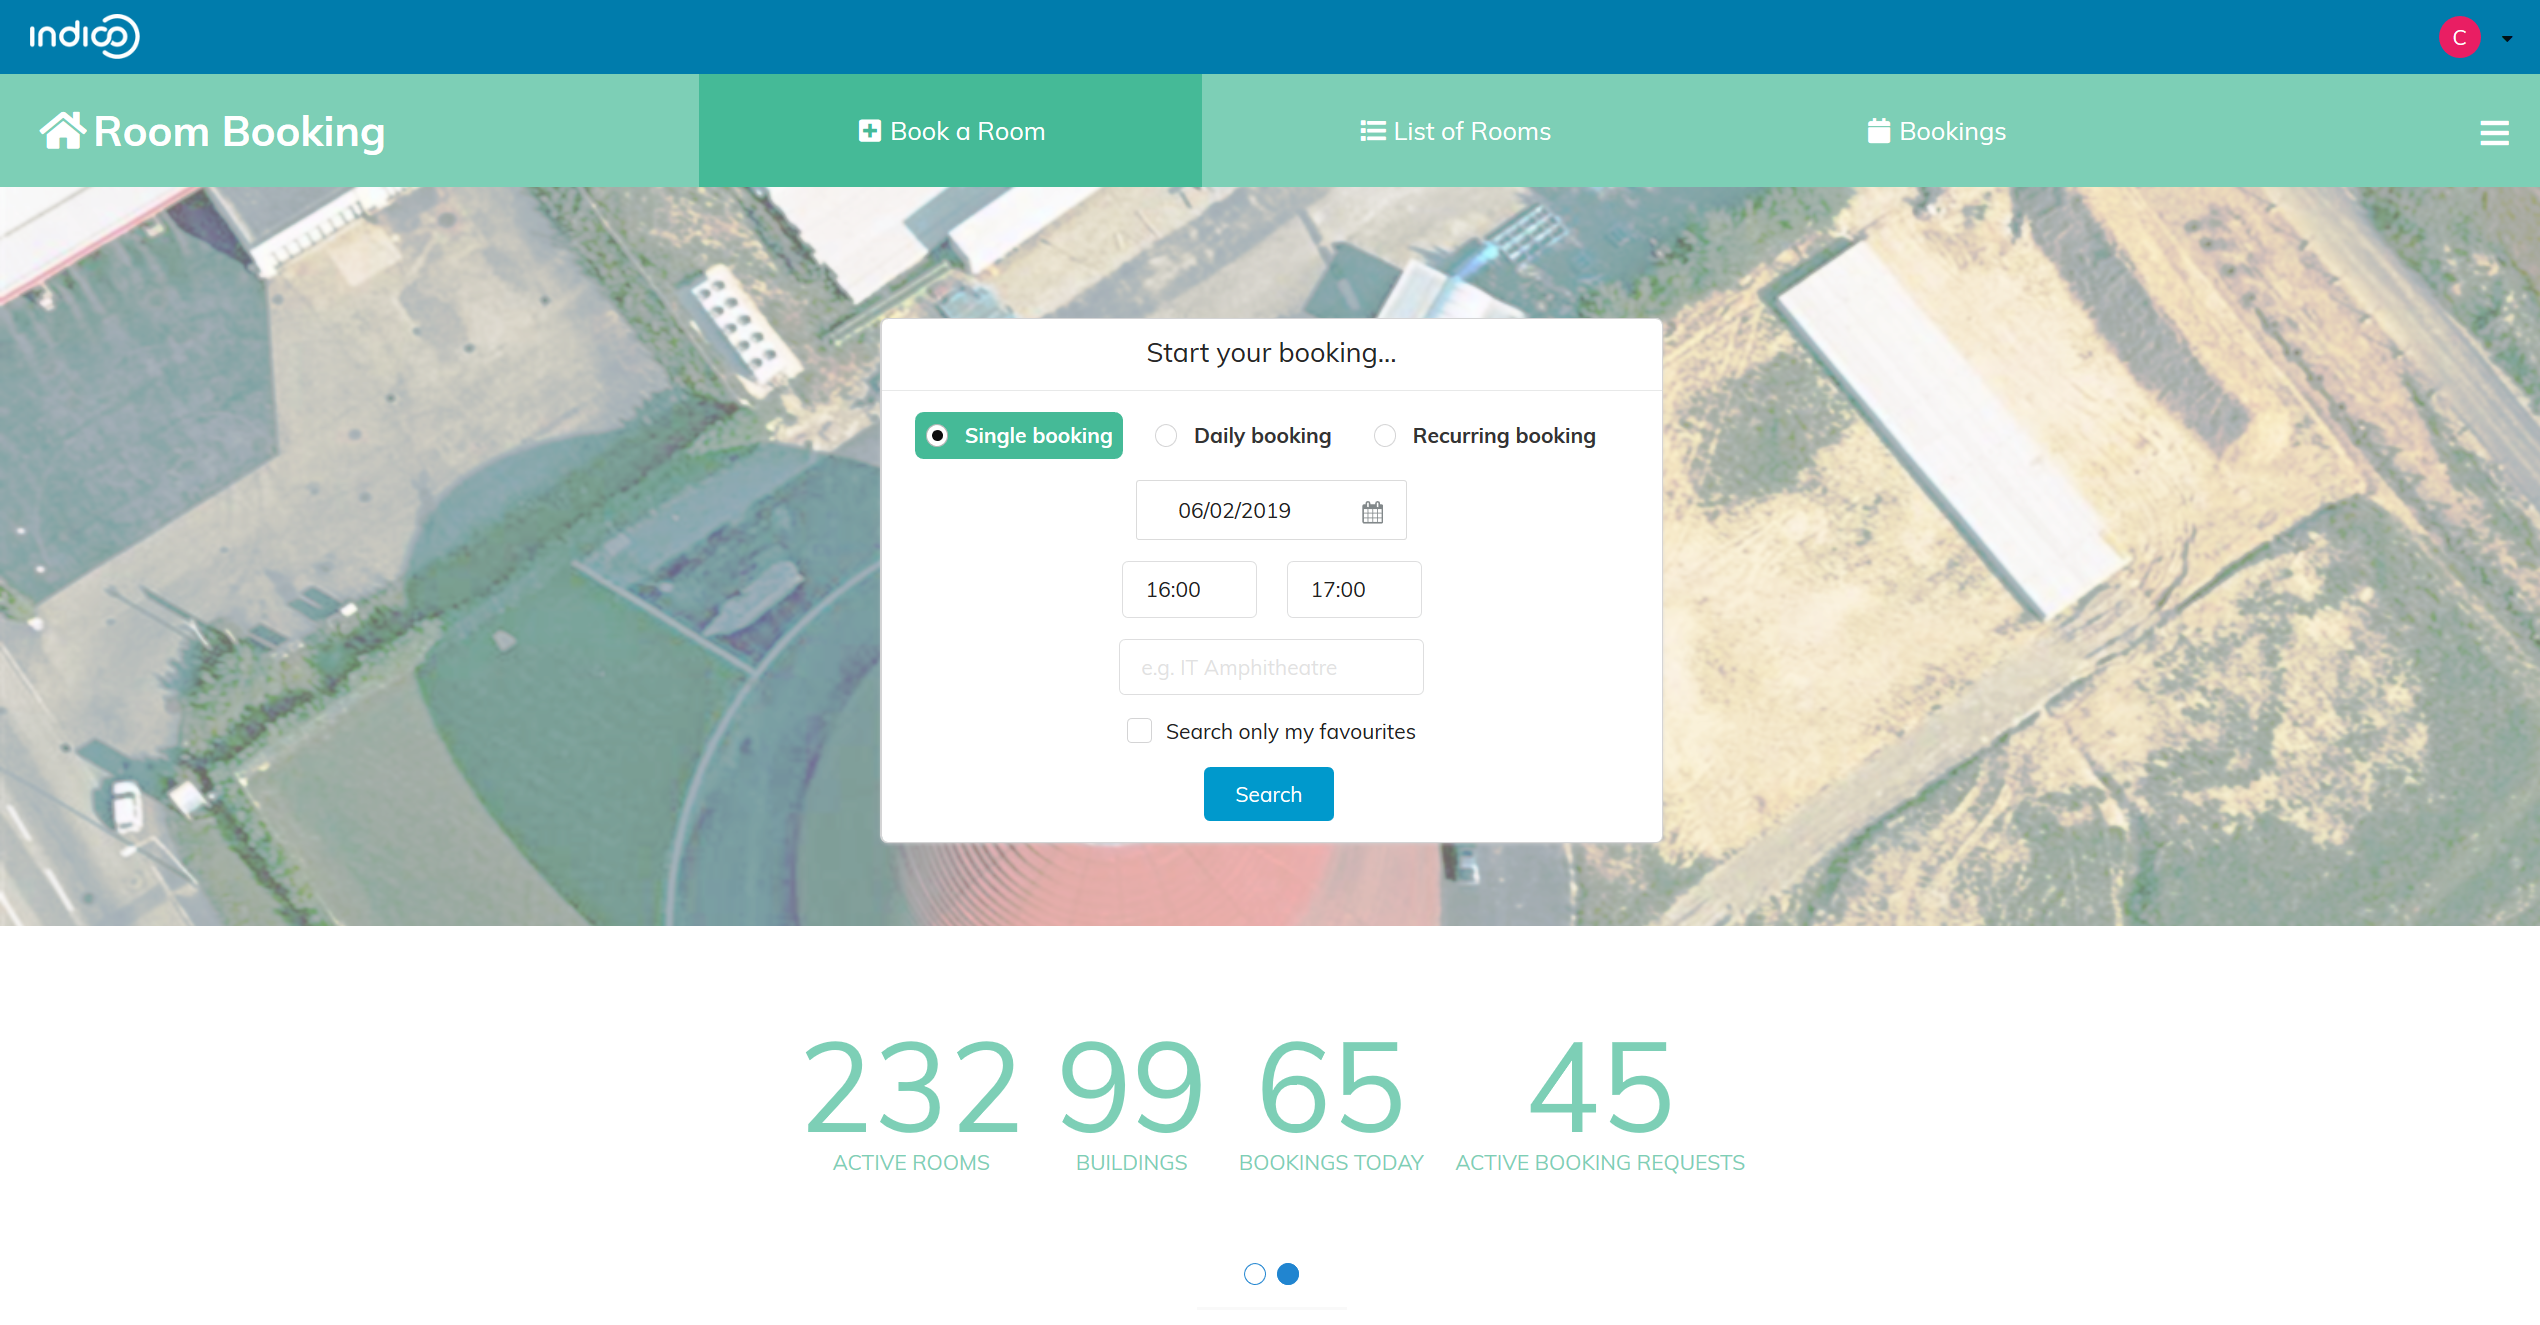 indico
C
Room Booking
Book a Room
List of Rooms
Bookings
Start your booking...
Single booking
Daily booking
Recurring booking
06/02/2019
16:00
17:00
e.g. IT Amphitheatre
Search only my favourites
Search
232 99 65 45
ACTIVE ROOMS BUILDINGS BOOKINGS TODAY ACTIVE BOOKING REQUESTS